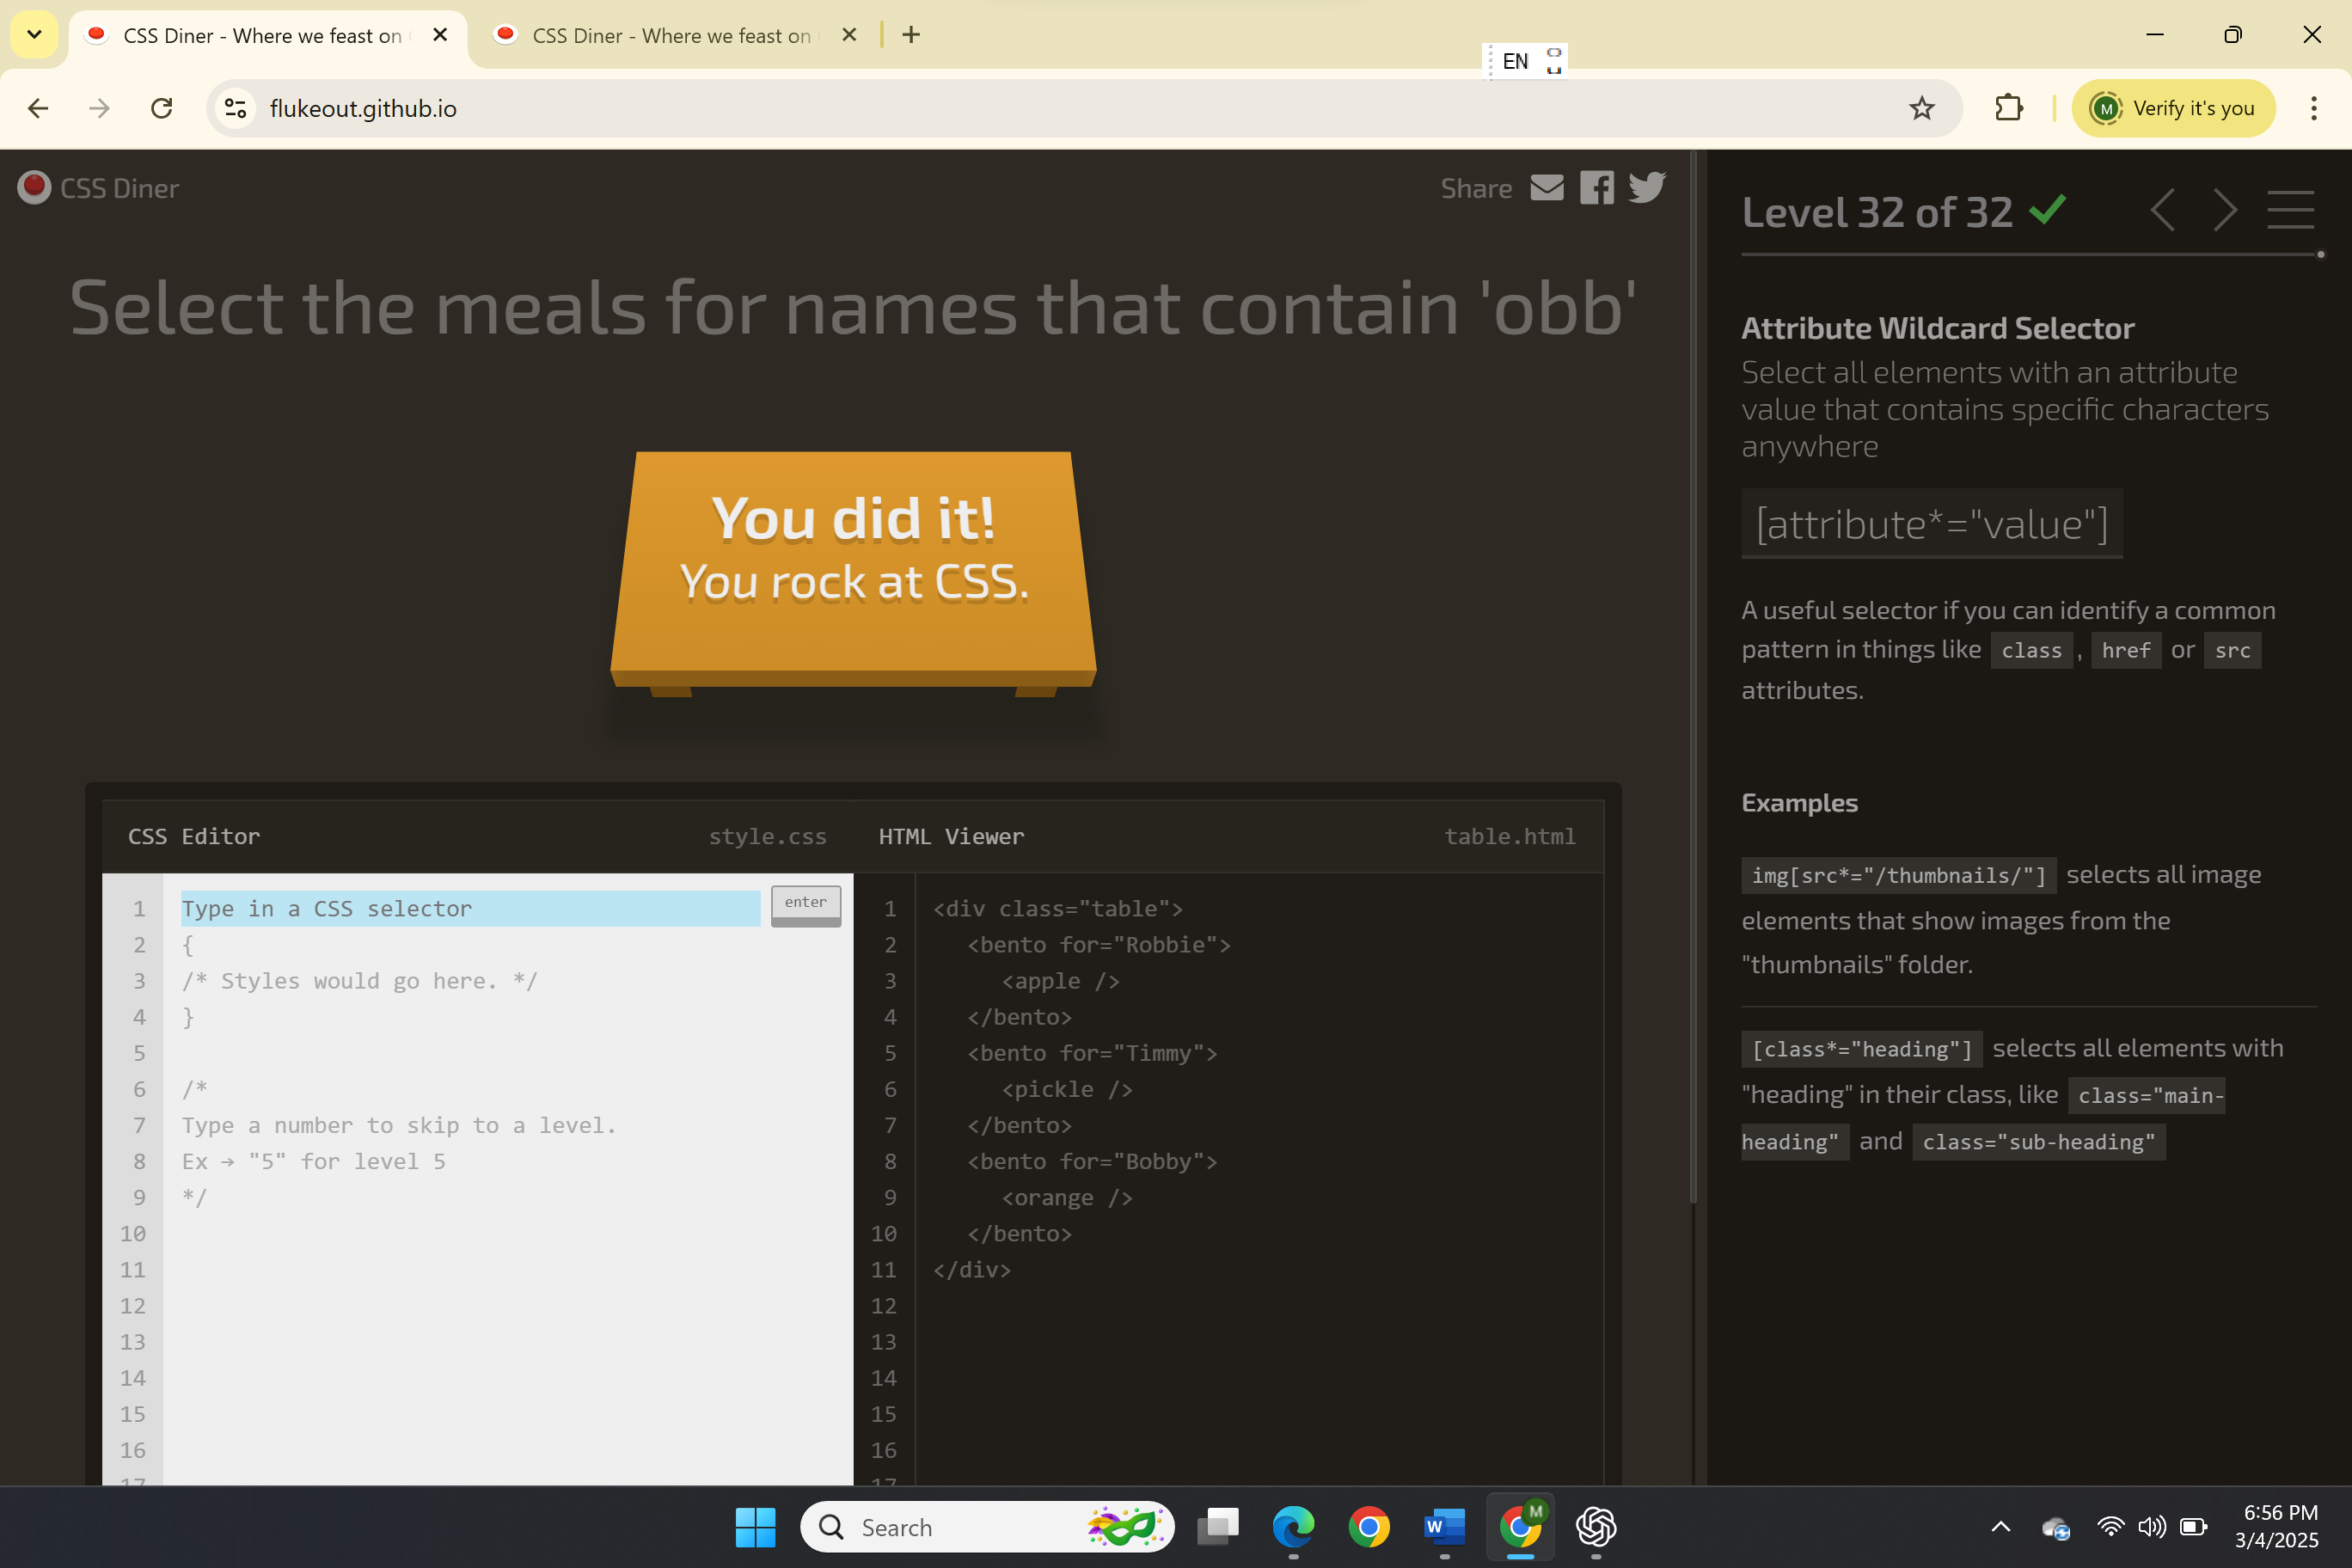 CSS Diner - Where we feast on
CSS Diner - Where we feast on
EN
flukeout.github.io
M
Verify it's you
CSS Diner
Share
Level 32 of 32
Select the meals for names that contain 'obb'
Attribute Wildcard Selector
Select all elements with an attribute
value that contains specific characters
anywhere
[attribute*="value"]
You did it!
You rock at CSS.
A useful selector if you can identify a common
pattern in things like class , href or src
attributes.
Examples
img[src*="/thumbnails/"] selects all image
elements that show images from the
"thumbnails" folder.
[class*="heading"] selects all elements with
"heading" in their class, like class="main-
heading" and class="sub-heading"
CSS Editor style.css
1 Type in a CSS selector enter
2 {
3 /* Styles would go here. */
4 }
5
6 /*
7 Type a number to skip to a level.
8 Ex → "5" for level 5
9 */
10
11
12
13
14
15
16
17
HTML Viewer table.html
1 <div class="table">
2 <bento for="Robbie">
3 <apple />
4 </bento>
5 <bento for="Timmy">
6 <pickle />
7 </bento>
8 <bento for="Bobby">
9 <orange />
10 </bento>
11 </div>
12
13
14
15
16
17
Search
W
M
6:56 PM
3/4/2025